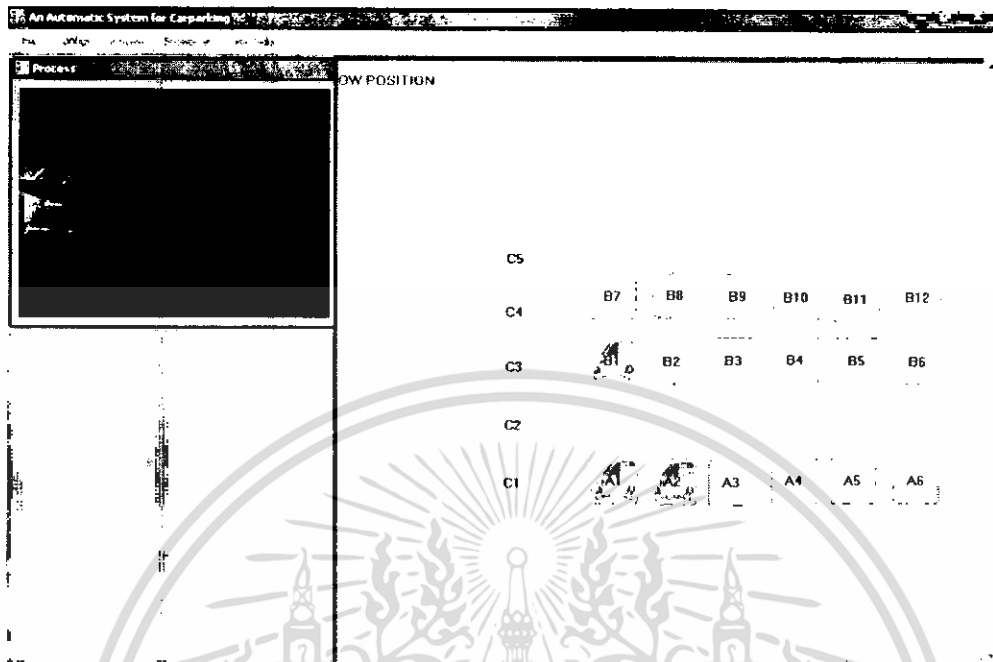 An Automatic System for Carparking
Process
OW POSITION
C5
B7 B8 B9 B10 B11 B12
C4
C3 B1 B2 B3 B4 B5 B6
C2
C1 A1 A2 A3 A4 A5 A6